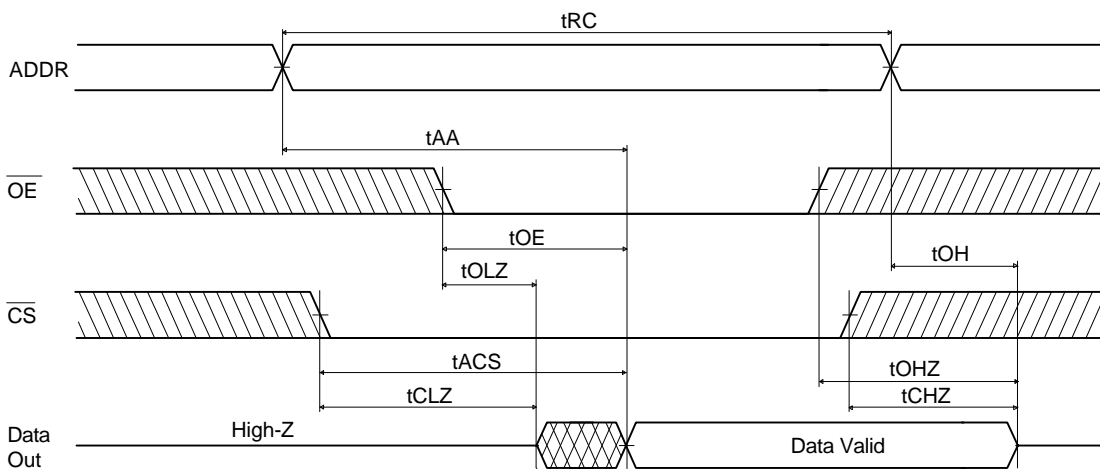 tRC
ADDR
tAA
OE
tOE
tOH
tOLZ
CS
tACS
tOHZ
tCLZ
tCHZ
High-Z
Data
Out
Data Valid